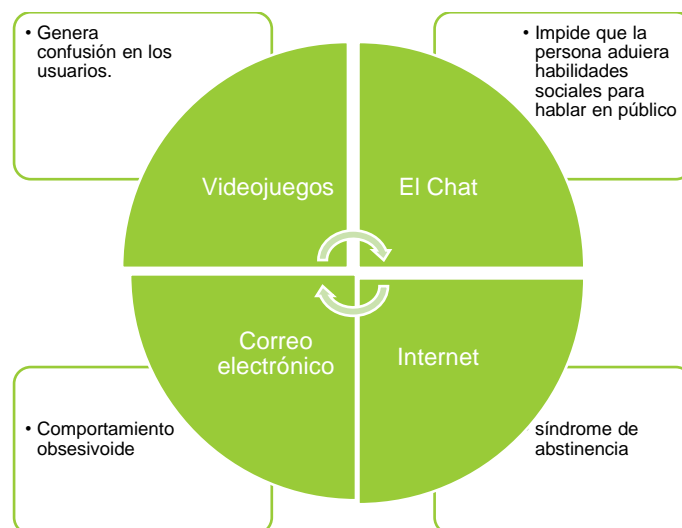 • Genera
confusión en los
usuarios.
• Impide que la
persona aduiera
habilidades
sociales para
hablar en público
Videojuegos
El Chat
Correo
electrónico
Internet
• Comportamiento
obsesivoide
síndrome de
abstinencia